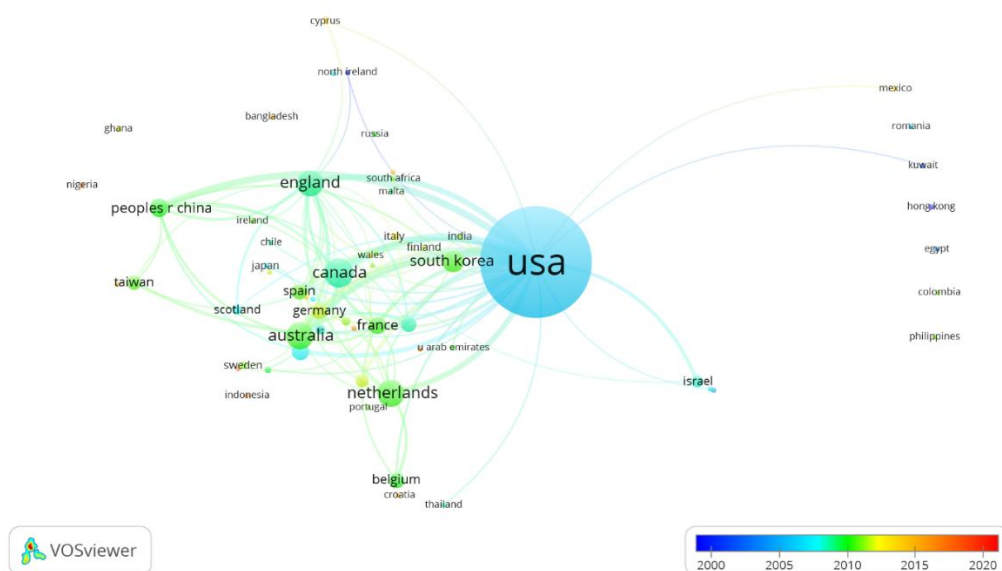 cyprus
north ireland
mexico
bangladesh
ghana
russia
romania
kuwait
south africa
england
nigeria
malta
peoples r china
hong kong
ireland
italy
india
chile
finland
wales
egypt
south korea
usa
japan
canada
taiwan
spain
colombia
scotland
germany
france
australia
philippines
u arab emirates
sweden
israel
indonesia
netherlands
portugal
belgium
croatia
thailand
VOSviewer
2000 2005 2010 2015 2020